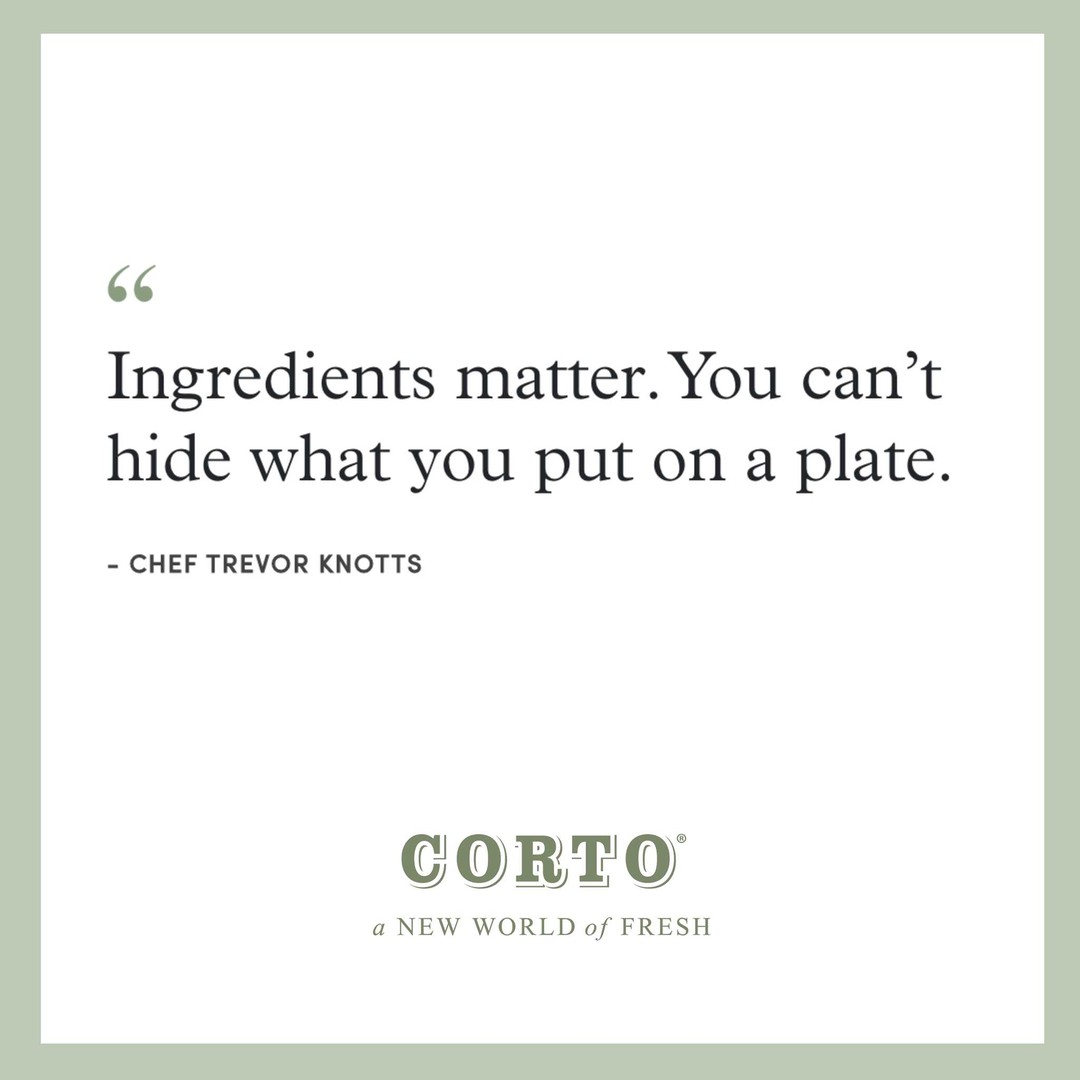 “
Ingredients matter. You can’t
hide what you put on a plate.
– CHEF TREVOR KNOTTS
CORTO®
a NEW WORLD of FRESH